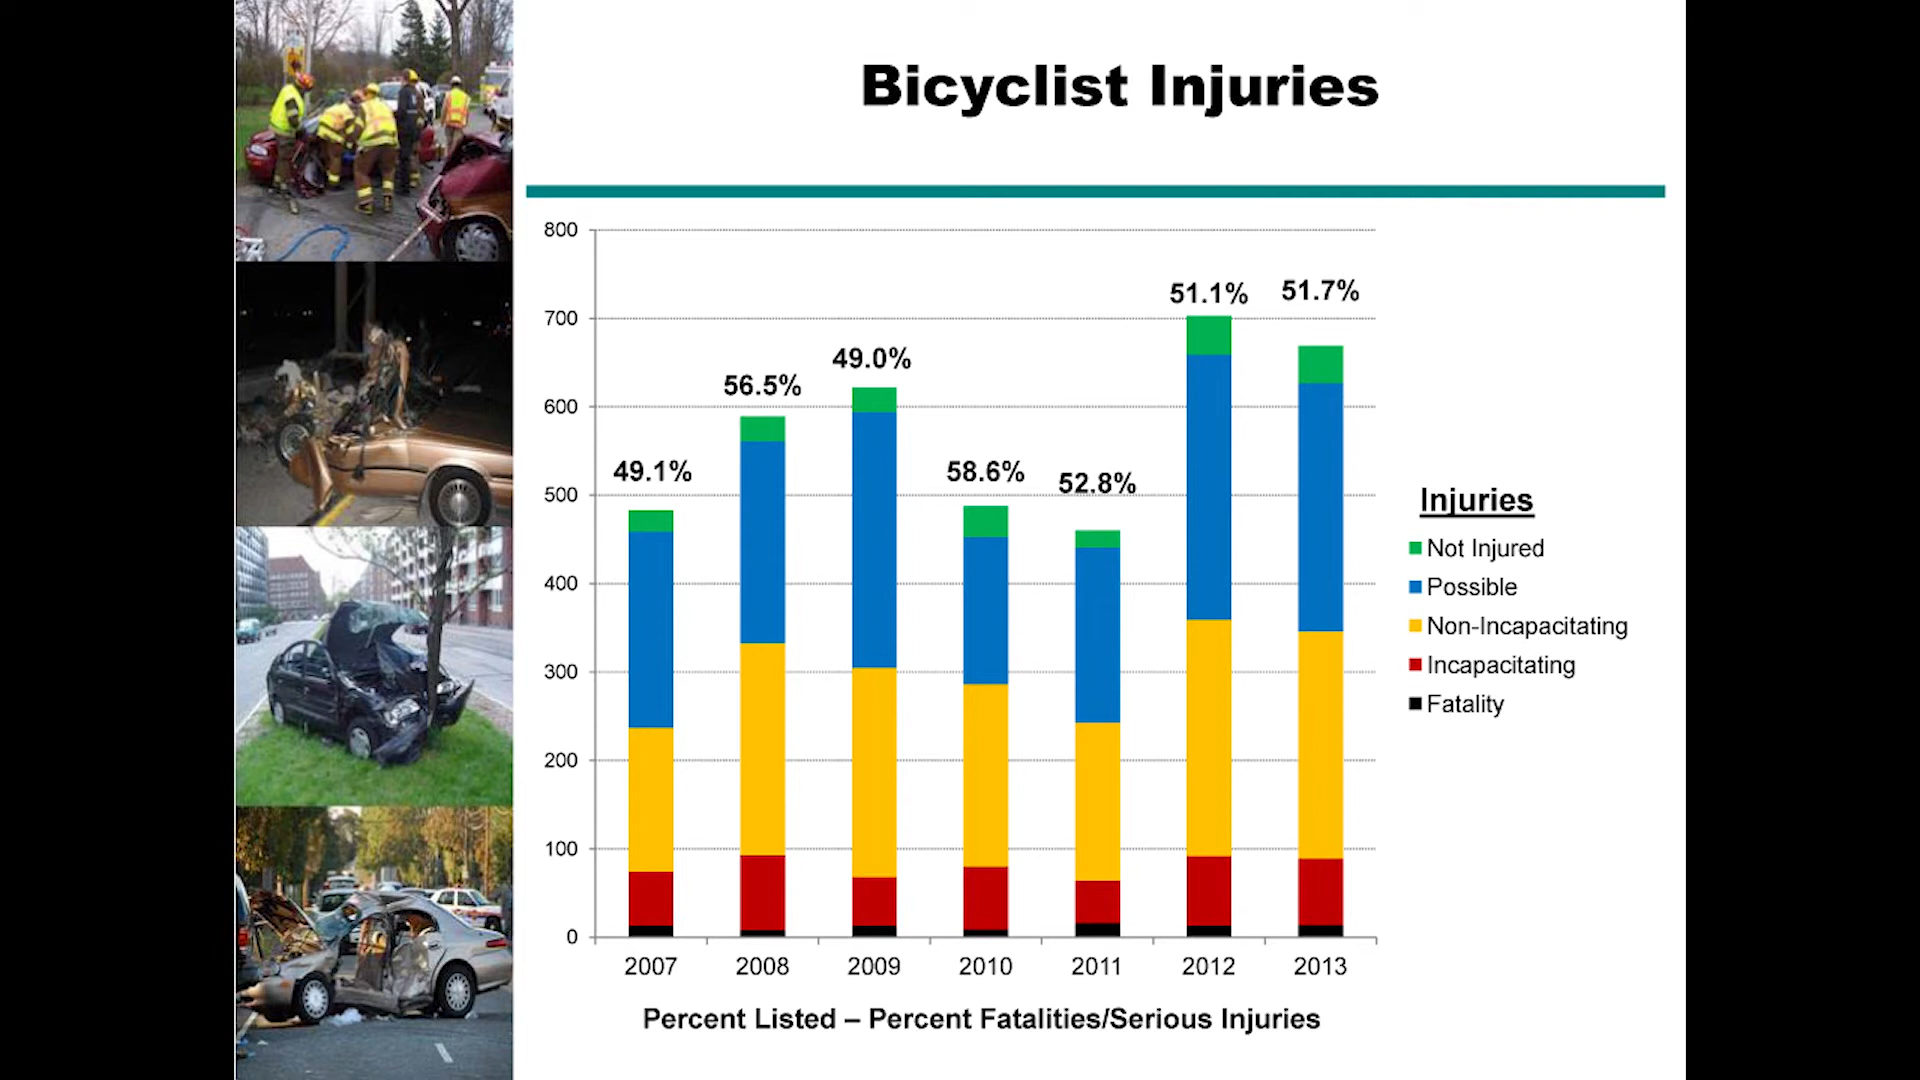 Bicyclist Injuries
800
700
600
500
400
300
200
100
0
49.1%
56.5%
49.0%
58.6%
52.8%
51.1%
51.7%
2007 2008 2009 2010 2011 2012 2013
Injuries
Not Injured
Possible
Non-Incapacitating
Incapacitating
Fatality
Percent Listed – Percent Fatalities/Serious Injuries